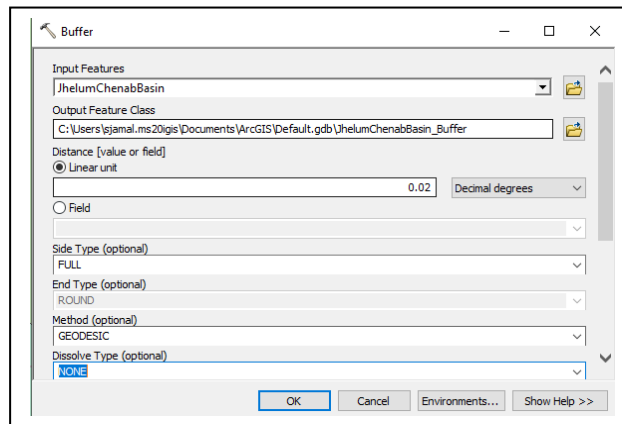 Buffer
Input Features
JhelumChenabBasin
Output Feature Class
C:\Users\sjamal.ms20igis\Documents\ArcGIS\Default.gdb\JhelumChenabBasin_Buffer
Distance [value or field]
Linear unit
0.02 Decimal degrees
Field
Side Type (optional)
FULL
End Type (optional)
ROUND
Method (optional)
GEODESIC
Dissolve Type (optional)
NONE
OK Cancel Environments... Show Help >>